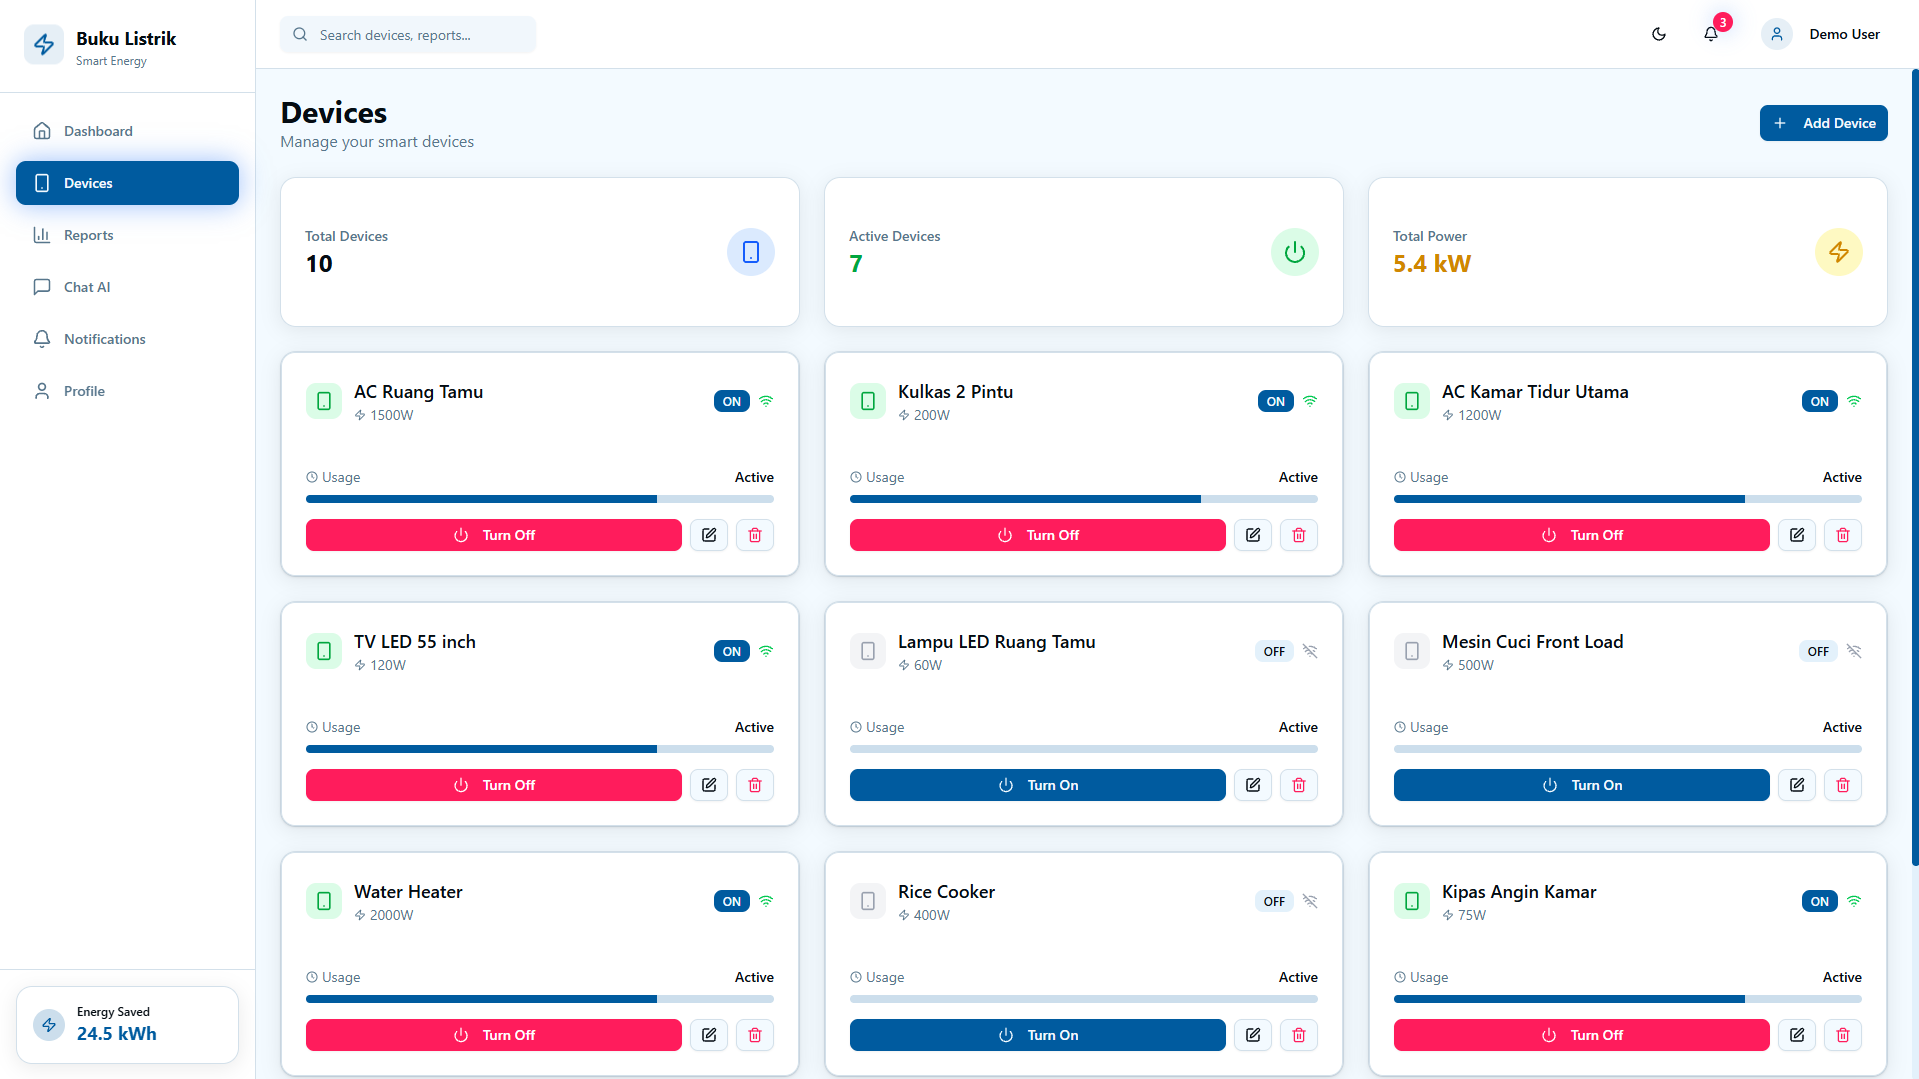 Buku Listrik
Smart Energy
Search devices, reports...
3
Demo User
Dashboard
Devices
Reports
Chat AI
Notifications
Profile
Energy Saved
24.5 kWh
Devices
Manage your smart devices
Add Device
Total Devices
10
Active Devices
7
Total Power
5.4 kW
AC Ruang Tamu
1500W
ON
Usage
Active
Turn Off
Kulkas 2 Pintu
200W
ON
Usage
Active
Turn Off
AC Kamar Tidur Utama
1200W
ON
Usage
Active
Turn Off
TV LED 55 inch
120W
ON
Usage
Active
Turn Off
Lampu LED Ruang Tamu
60W
OFF
Usage
Active
Turn On
Mesin Cuci Front Load
500W
OFF
Usage
Active
Turn On
Water Heater
2000W
ON
Usage
Active
Turn Off
Rice Cooker
400W
OFF
Usage
Active
Turn On
Kipas Angin Kamar
75W
ON
Usage
Active
Turn Off